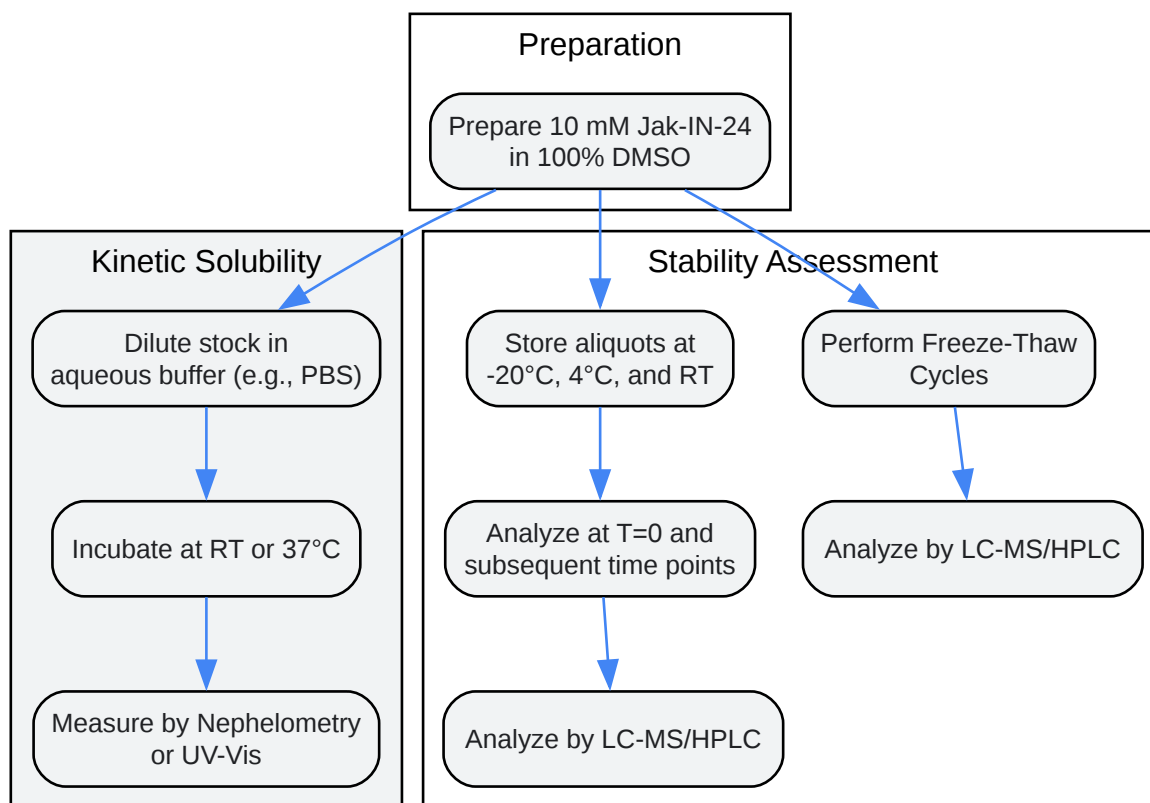 Preparation
Prepare 10 mM Jak-IN-24
in 100% DMSO
Kinetic Solubility
Dilute stock in
aqueous buffer (e.g., PBS)
Incubate at RT or 37°C
Measure by Nephelometry
or UV-Vis
Stability Assessment
Store aliquots at
-20°C, 4°C, and RT
Analyze at T=0 and
subsequent time points
Analyze by LC-MS/HPLC
Perform Freeze-Thaw
Cycles
Analyze by LC-MS/HPLC